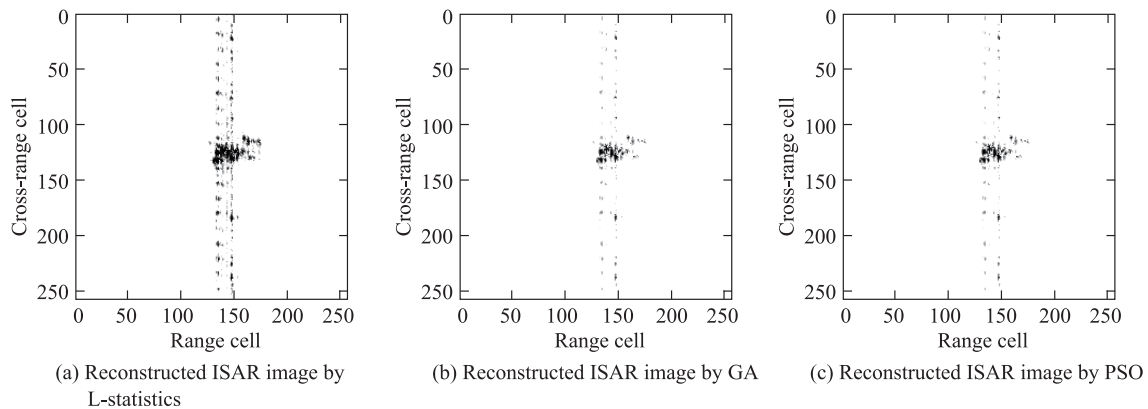 0
50
100
150
200
250
Cross-range cell
0 50 100 150 200 250
Range cell
(a) Reconstructed ISAR image by
L-statistics
0
50
100
150
200
250
Cross-range cell
0 50 100 150 200 250
Range cell
(b) Reconstructed ISAR image by GA
0
50
100
150
200
250
Cross-range cell
0 50 100 150 200 250
Range cell
(c) Reconstructed ISAR image by PSO